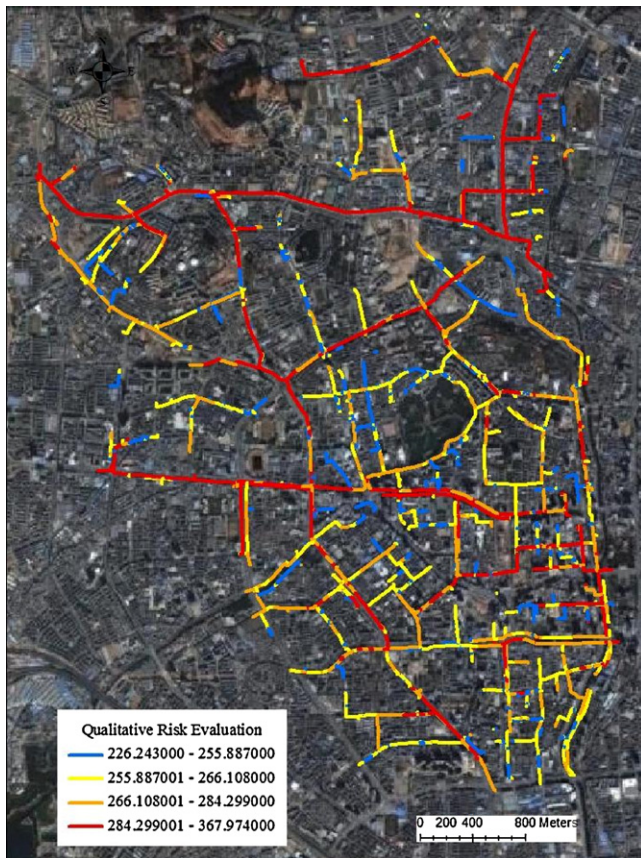 N
W E
S
Qualitative Risk Evaluation
226.243000 - 255.887000
255.887001 - 266.108000
266.108001 - 284.299000
284.299001 - 367.974000
0 200 400 800 Meters